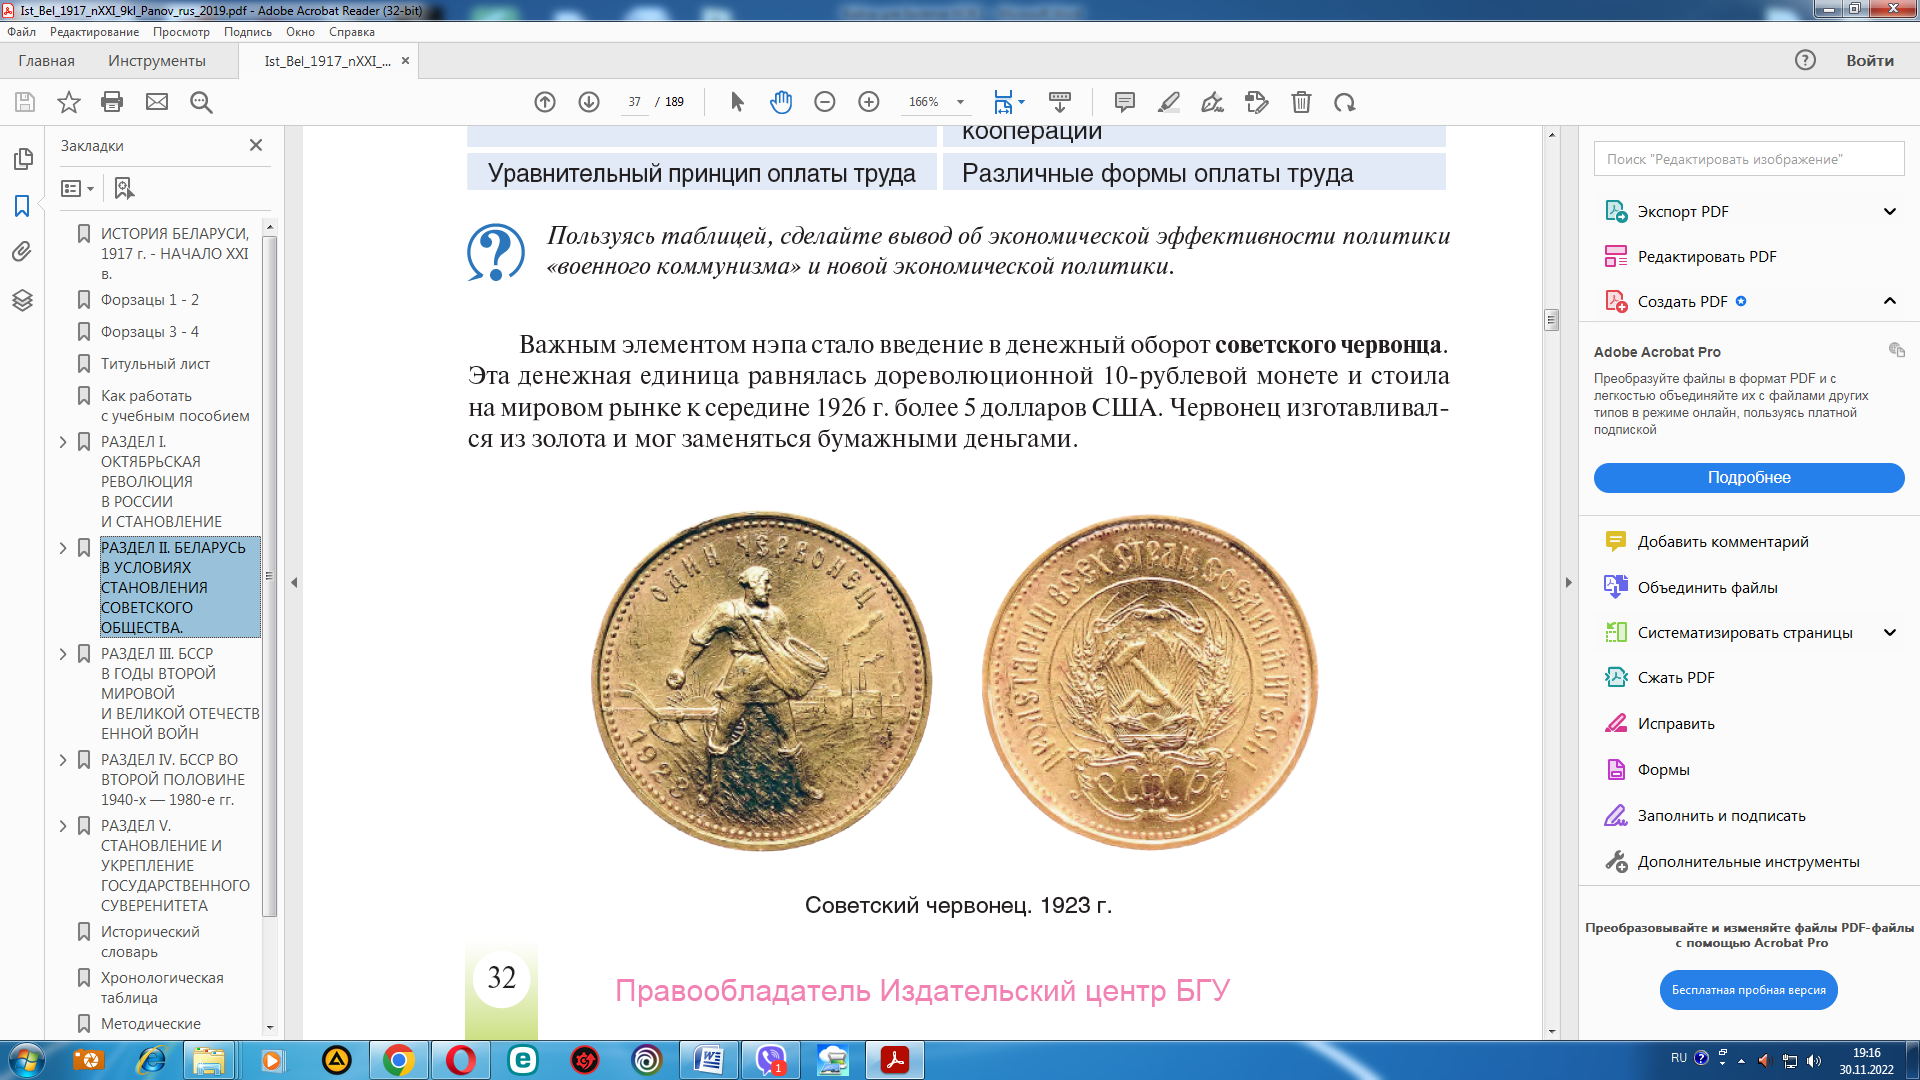 Ist_Bel_1917_nXXI_9kl_Panov_rus_2019.pdf - Adobe Acrobat Reader (32-bit)
Файл Редактирование Просмотр Подпись Окно Справка
Главная Инструменты Ist_Bel_1917_nXXI_... × Войти
37 / 189 166%
Закладки
ИСТОРИЯ БЕЛАРУСИ,
1917 г. - НАЧАЛО XXI
в.
Форзацы 1 - 2
Форзацы 3 - 4
Титульный лист
Как работать
с учебным пособием
РАЗДЕЛ I.
ОКТЯБРЬСКАЯ
РЕВОЛЮЦИЯ
В РОССИИ
И СТАНОВЛЕНИЕ
РАЗДЕЛ II. БЕЛАРУСЬ
В УСЛОВИЯХ
СТАНОВЛЕНИЯ
СОВЕТСКОГО
ОБЩЕСТВА.
РАЗДЕЛ III. БССР
В ГОДЫ ВТОРОЙ
МИРОВОЙ
И ВЕЛИКОЙ ОТЕЧЕСТВ
ЕННОЙ ВОЙН
РАЗДЕЛ IV. БССР ВО
ВТОРОЙ ПОЛОВИНЕ
1940-х — 1980-е гг.
РАЗДЕЛ V.
СТАНОВЛЕНИЕ И
УКРЕПЛЕНИЕ
ГОСУДАРСТВЕННОГО
СУВЕРЕНИТЕТА
Исторический
словарь
Хронологическая
таблица
Методические
кооперации
Уравнительный принцип оплаты труда Различные формы оплаты труда
Пользуясь таблицей, сделайте вывод об экономической эффективности политики
«военного коммунизма» и новой экономической политики.
Важным элементом нэпа стало введение в денежный оборот советского червонца.
Эта денежная единица равнялась дореволюционной 10-рублевой монете и стоила
на мировом рынке к середине 1926 г. более 5 долларов США. Червонец изготавливал-
ся из золота и мог заменяться бумажными деньгами.
ОДИН ЧЕРВОНЕЦ
1923
ПРОЛЕТАРИИ ВСЕХ СТРАН, СОЕДИНЯЙТЕСЬ!
РСФСР
Советский червонец. 1923 г.
32
Правообладатель Издательский центр БГУ
Поиск "Редактировать изображение"
Экспорт PDF
Редактировать PDF
Создать PDF
Adobe Acrobat Pro
Преобразуйте файлы в формат PDF и с
легкостью объединяйте их с файлами других
типов в режиме онлайн, пользуясь платной
подпиской
Подробнее
Добавить комментарий
Объединить файлы
Систематизировать страницы
Сжать PDF
Исправить
Формы
Заполнить и подписать
Дополнительные инструменты
Преобразовывайте и изменяйте файлы PDF-файлы
с помощью Acrobat Pro
Бесплатная пробная версия
1
RU
19:16
30.11.2022